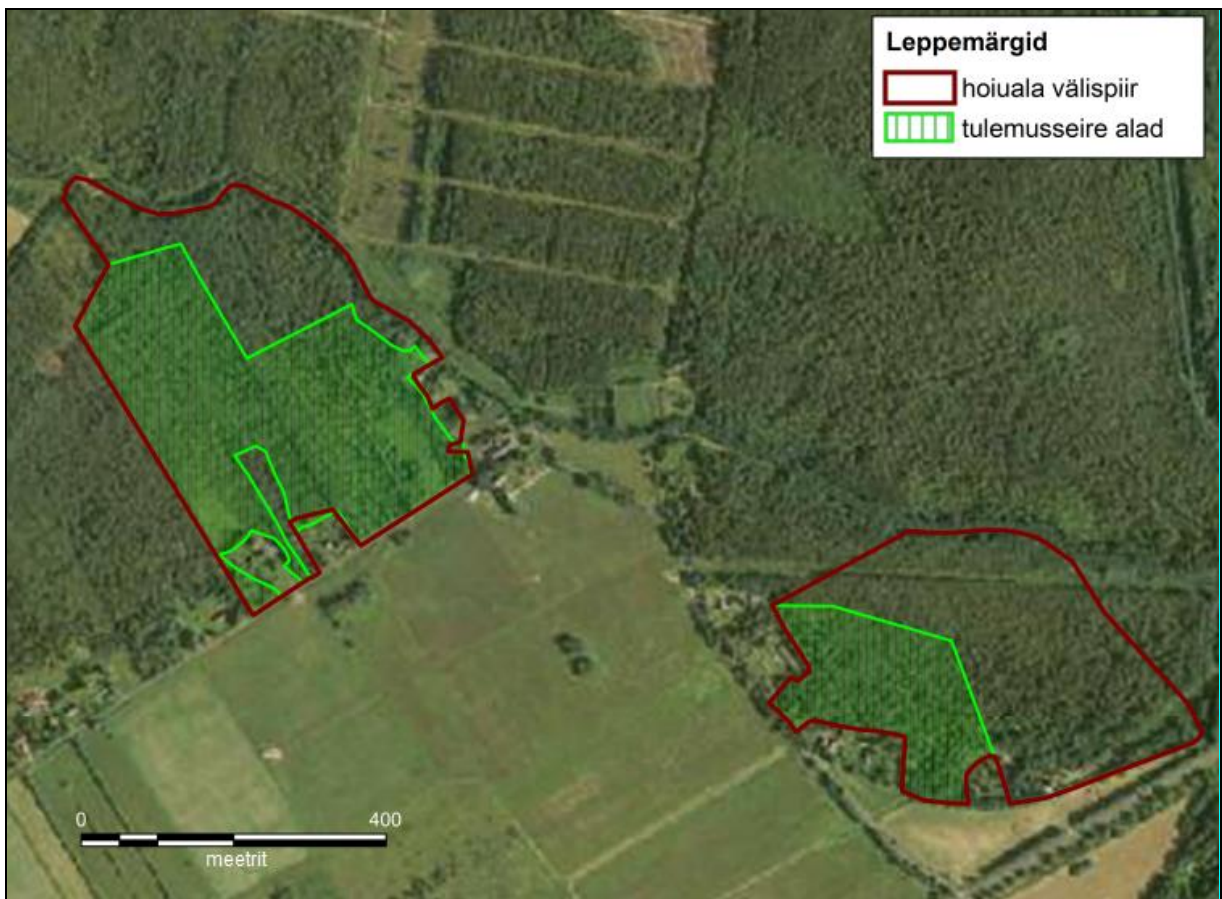 Leppemärgid
hoiuala välispiir
tulemusseire alad
0 400
meetrit